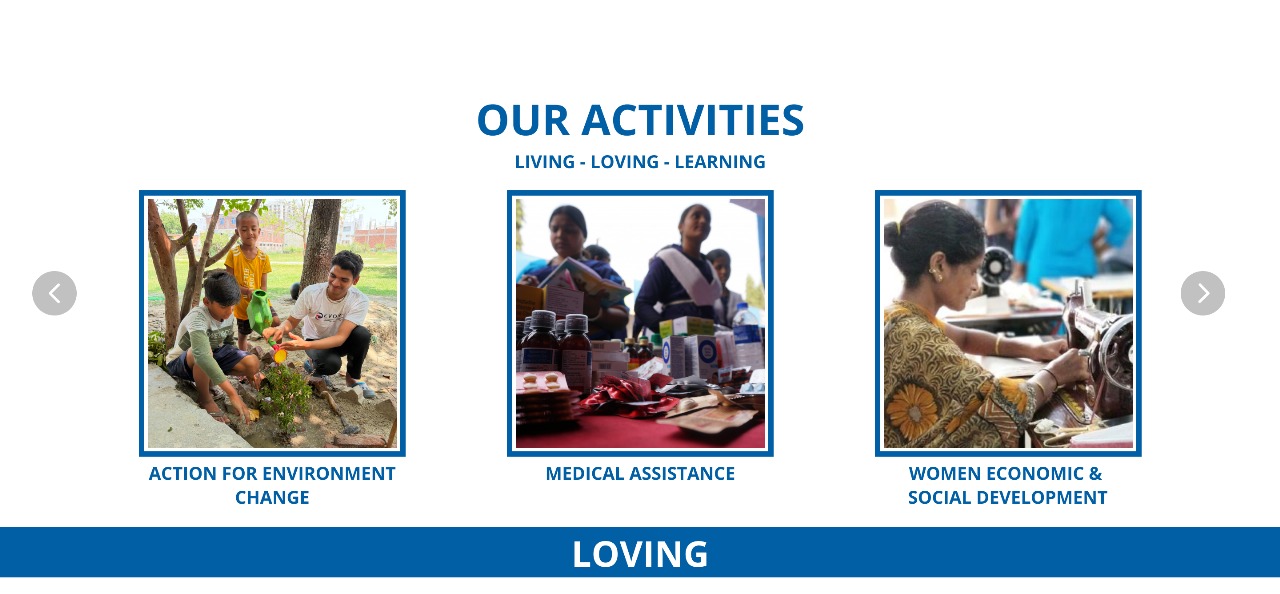 OUR ACTIVITIES
LIVING - LOVING - LEARNING
ACTION FOR ENVIRONMENT
CHANGE
MEDICAL ASSISTANCE
WOMEN ECONOMIC &
SOCIAL DEVELOPMENT
LOVING